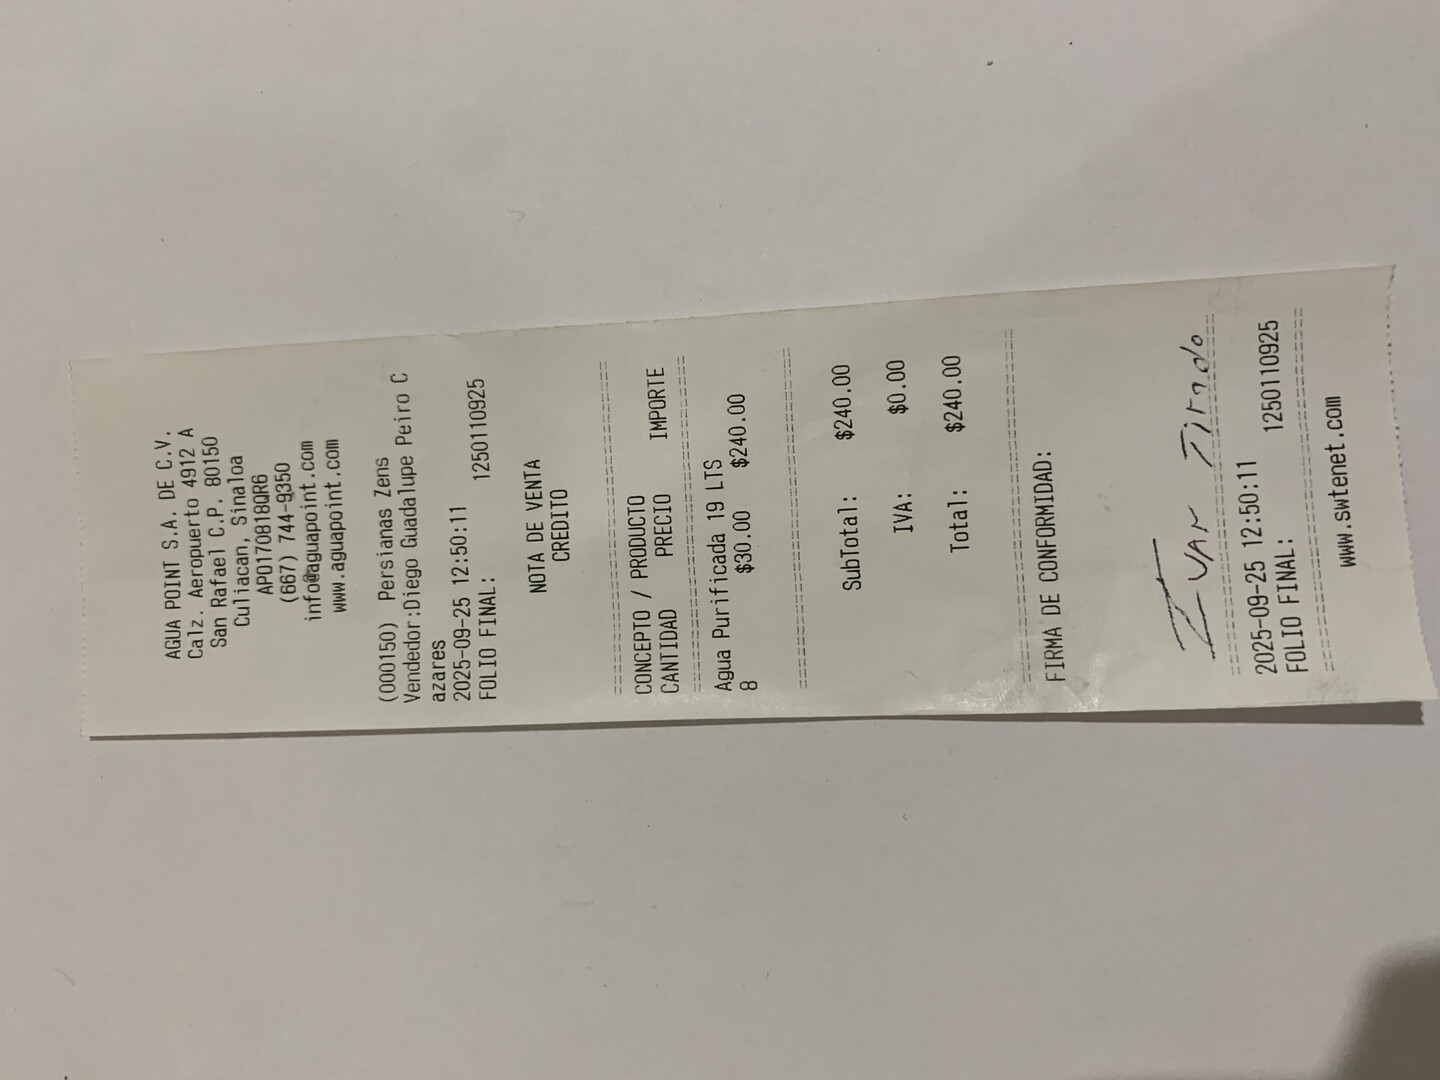 AGUA POINT S.A. DE C.V.
Calz. Aeropuerto 4912 A
San Rafael C.P. 80150
Culiacan, Sinaloa
APO170818QR6
(667) 744-9350
info@aguapoint.com
www.aguapoint.com
(000150) Persianas Zens
Vendedor:Diego Guadalupe Peiro C
azares
2025-09-25 12:50:11
FOLIO FINAL: 1250110925
NOTA DE VENTA
CREDITO
CONCEPTO / PRODUCTO
CANTIDAD PRECIO IMPORTE
Agua Purificada 19 LTS
8 $30.00 $240.00
SubTotal: $240.00
IVA: $0.00
Total: $240.00
FIRMA DE CONFORMIDAD:
IVAN Tirado
2025-09-25 12:50:11
FOLIO FINAL: 1250110925
www.swtenet.com